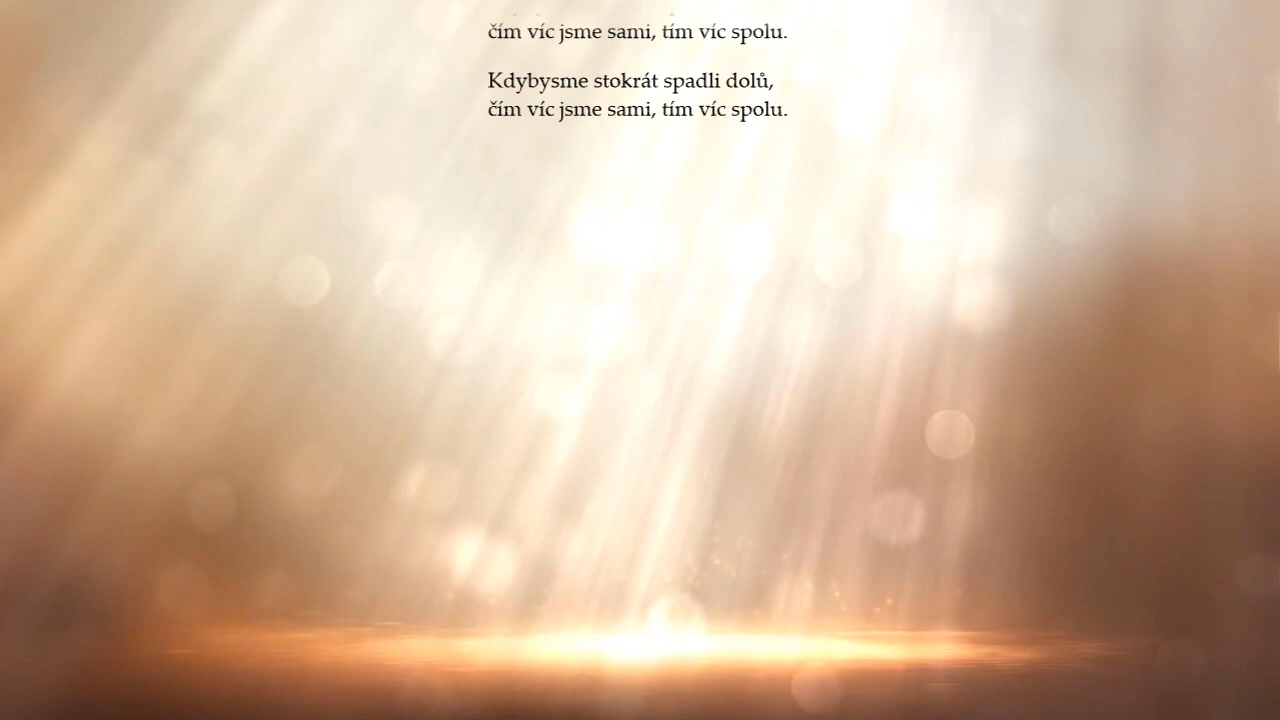 čím víc jsme sami, tím víc spolu.
Kdybysme stokrát spadli dolů,
čím víc jsme sami, tím víc spolu.